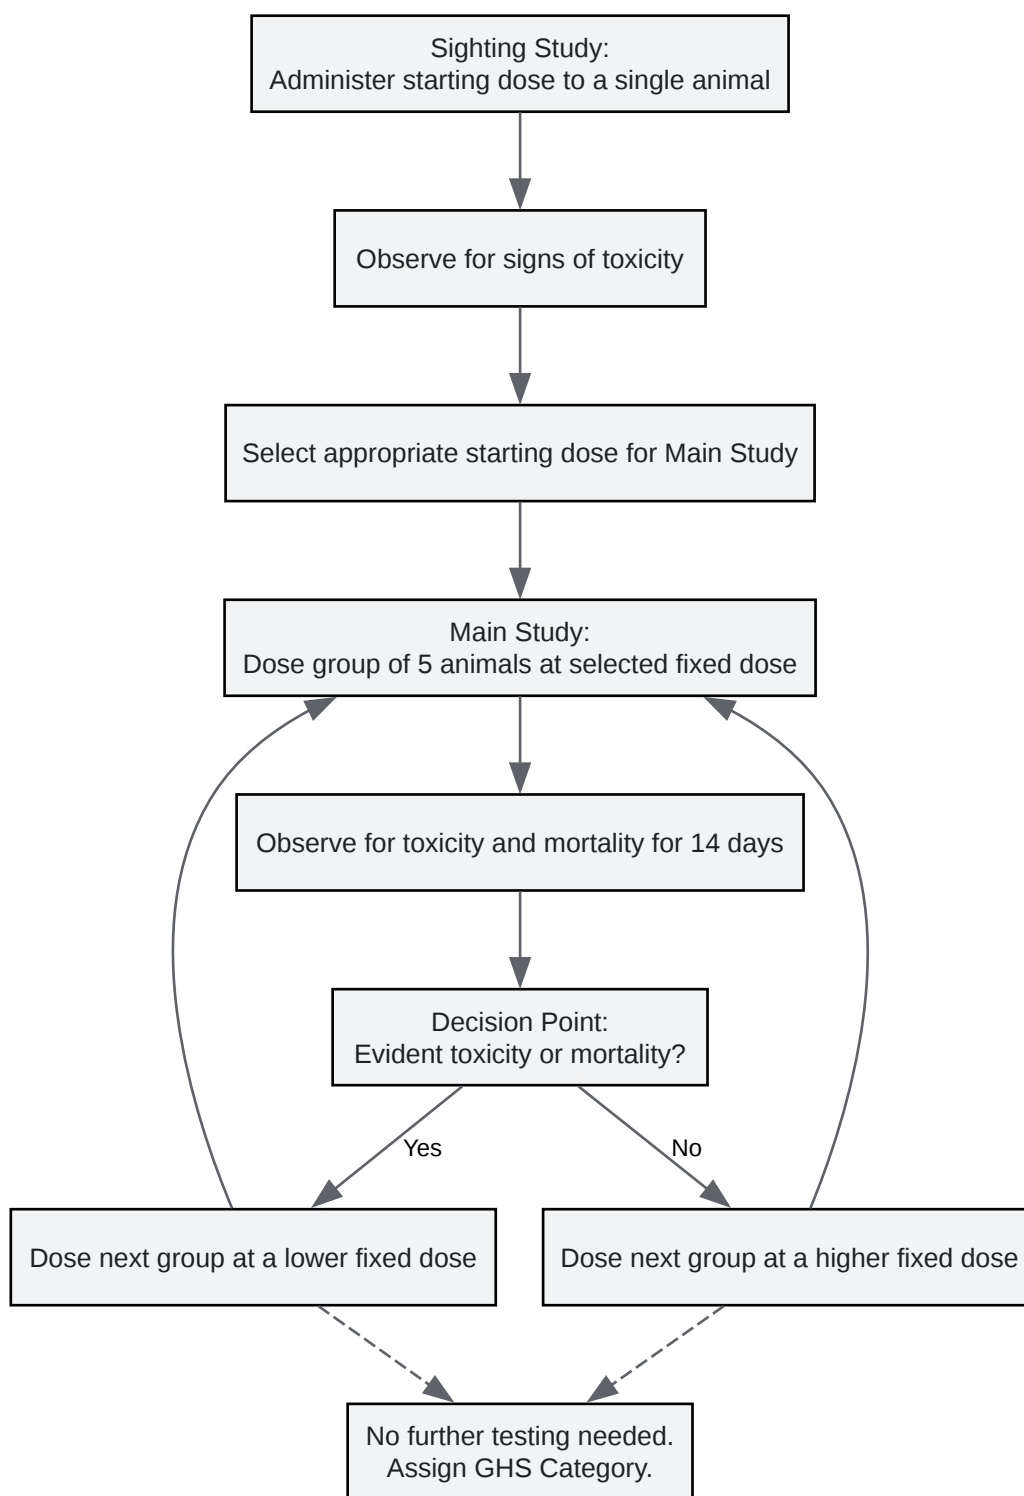 Sighting Study:
Administer starting dose to a single animal
Observe for signs of toxicity
Select appropriate starting dose for Main Study
Main Study:
Dose group of 5 animals at selected fixed dose
Observe for toxicity and mortality for 14 days
Decision Point:
Evident toxicity or mortality?
Yes
No
Dose next group at a lower fixed dose
Dose next group at a higher fixed dose
No further testing needed.
Assign GHS Category.